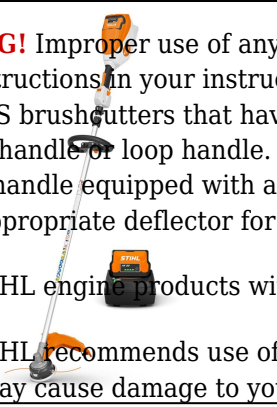 G! Improper use of any
tructions in your instruc
S brushcutters that hav
handle or loop handle.
handle equipped with a
propriate deflector for
STIHL
HL engine products wi
HL recommends use of
ay cause damage to you